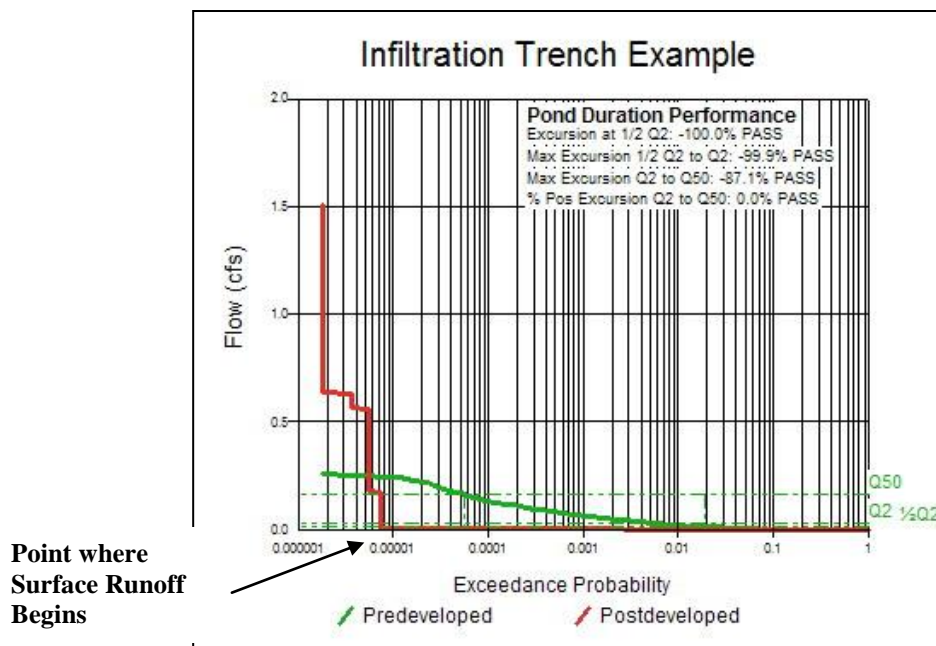 Infiltration Trench Example
Pond Duration Performance
Excursion at 1/2 Q2: -100.0% PASS
Max Excursion 1/2 Q2 to Q2: -99.9% PASS
Max Excursion Q2 to Q50: -87.1% PASS
% Pos Excursion Q2 to Q50: 0.0% PASS
Flow (cfs)
2.0
1.5
1.0
0.5
0.0
Q50
Q2 ½Q2
0.000001 0.00001 0.0001 0.001 0.01 0.1 1
Exceedance Probability
Predeveloped Postdeveloped
Point where
Surface Runoff
Begins